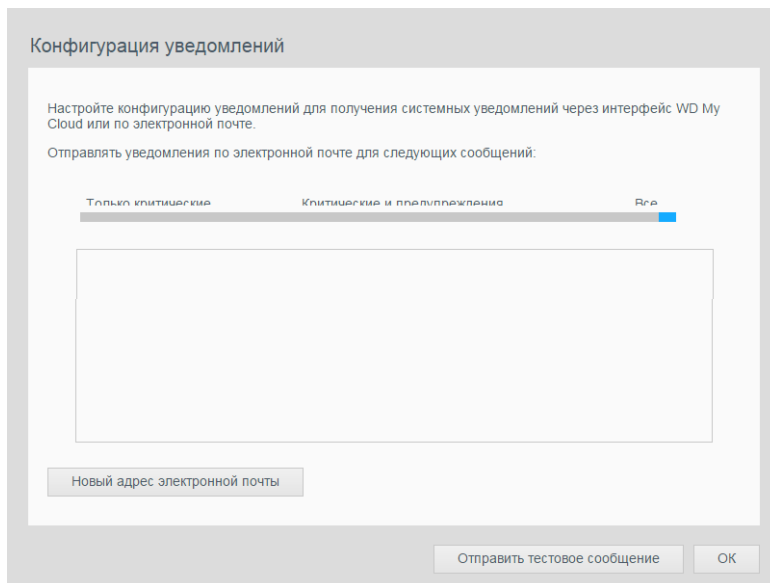 Конфигурация уведомлений
Настройте конфигурацию уведомлений для получения системных уведомлений через интерфейс WD My
Cloud или по электронной почте.
Отправлять уведомления по электронной почте для следующих сообщений:
Только критические Критические и предупреждения Все
Новый адрес электронной почты
Отправить тестовое сообщение OK